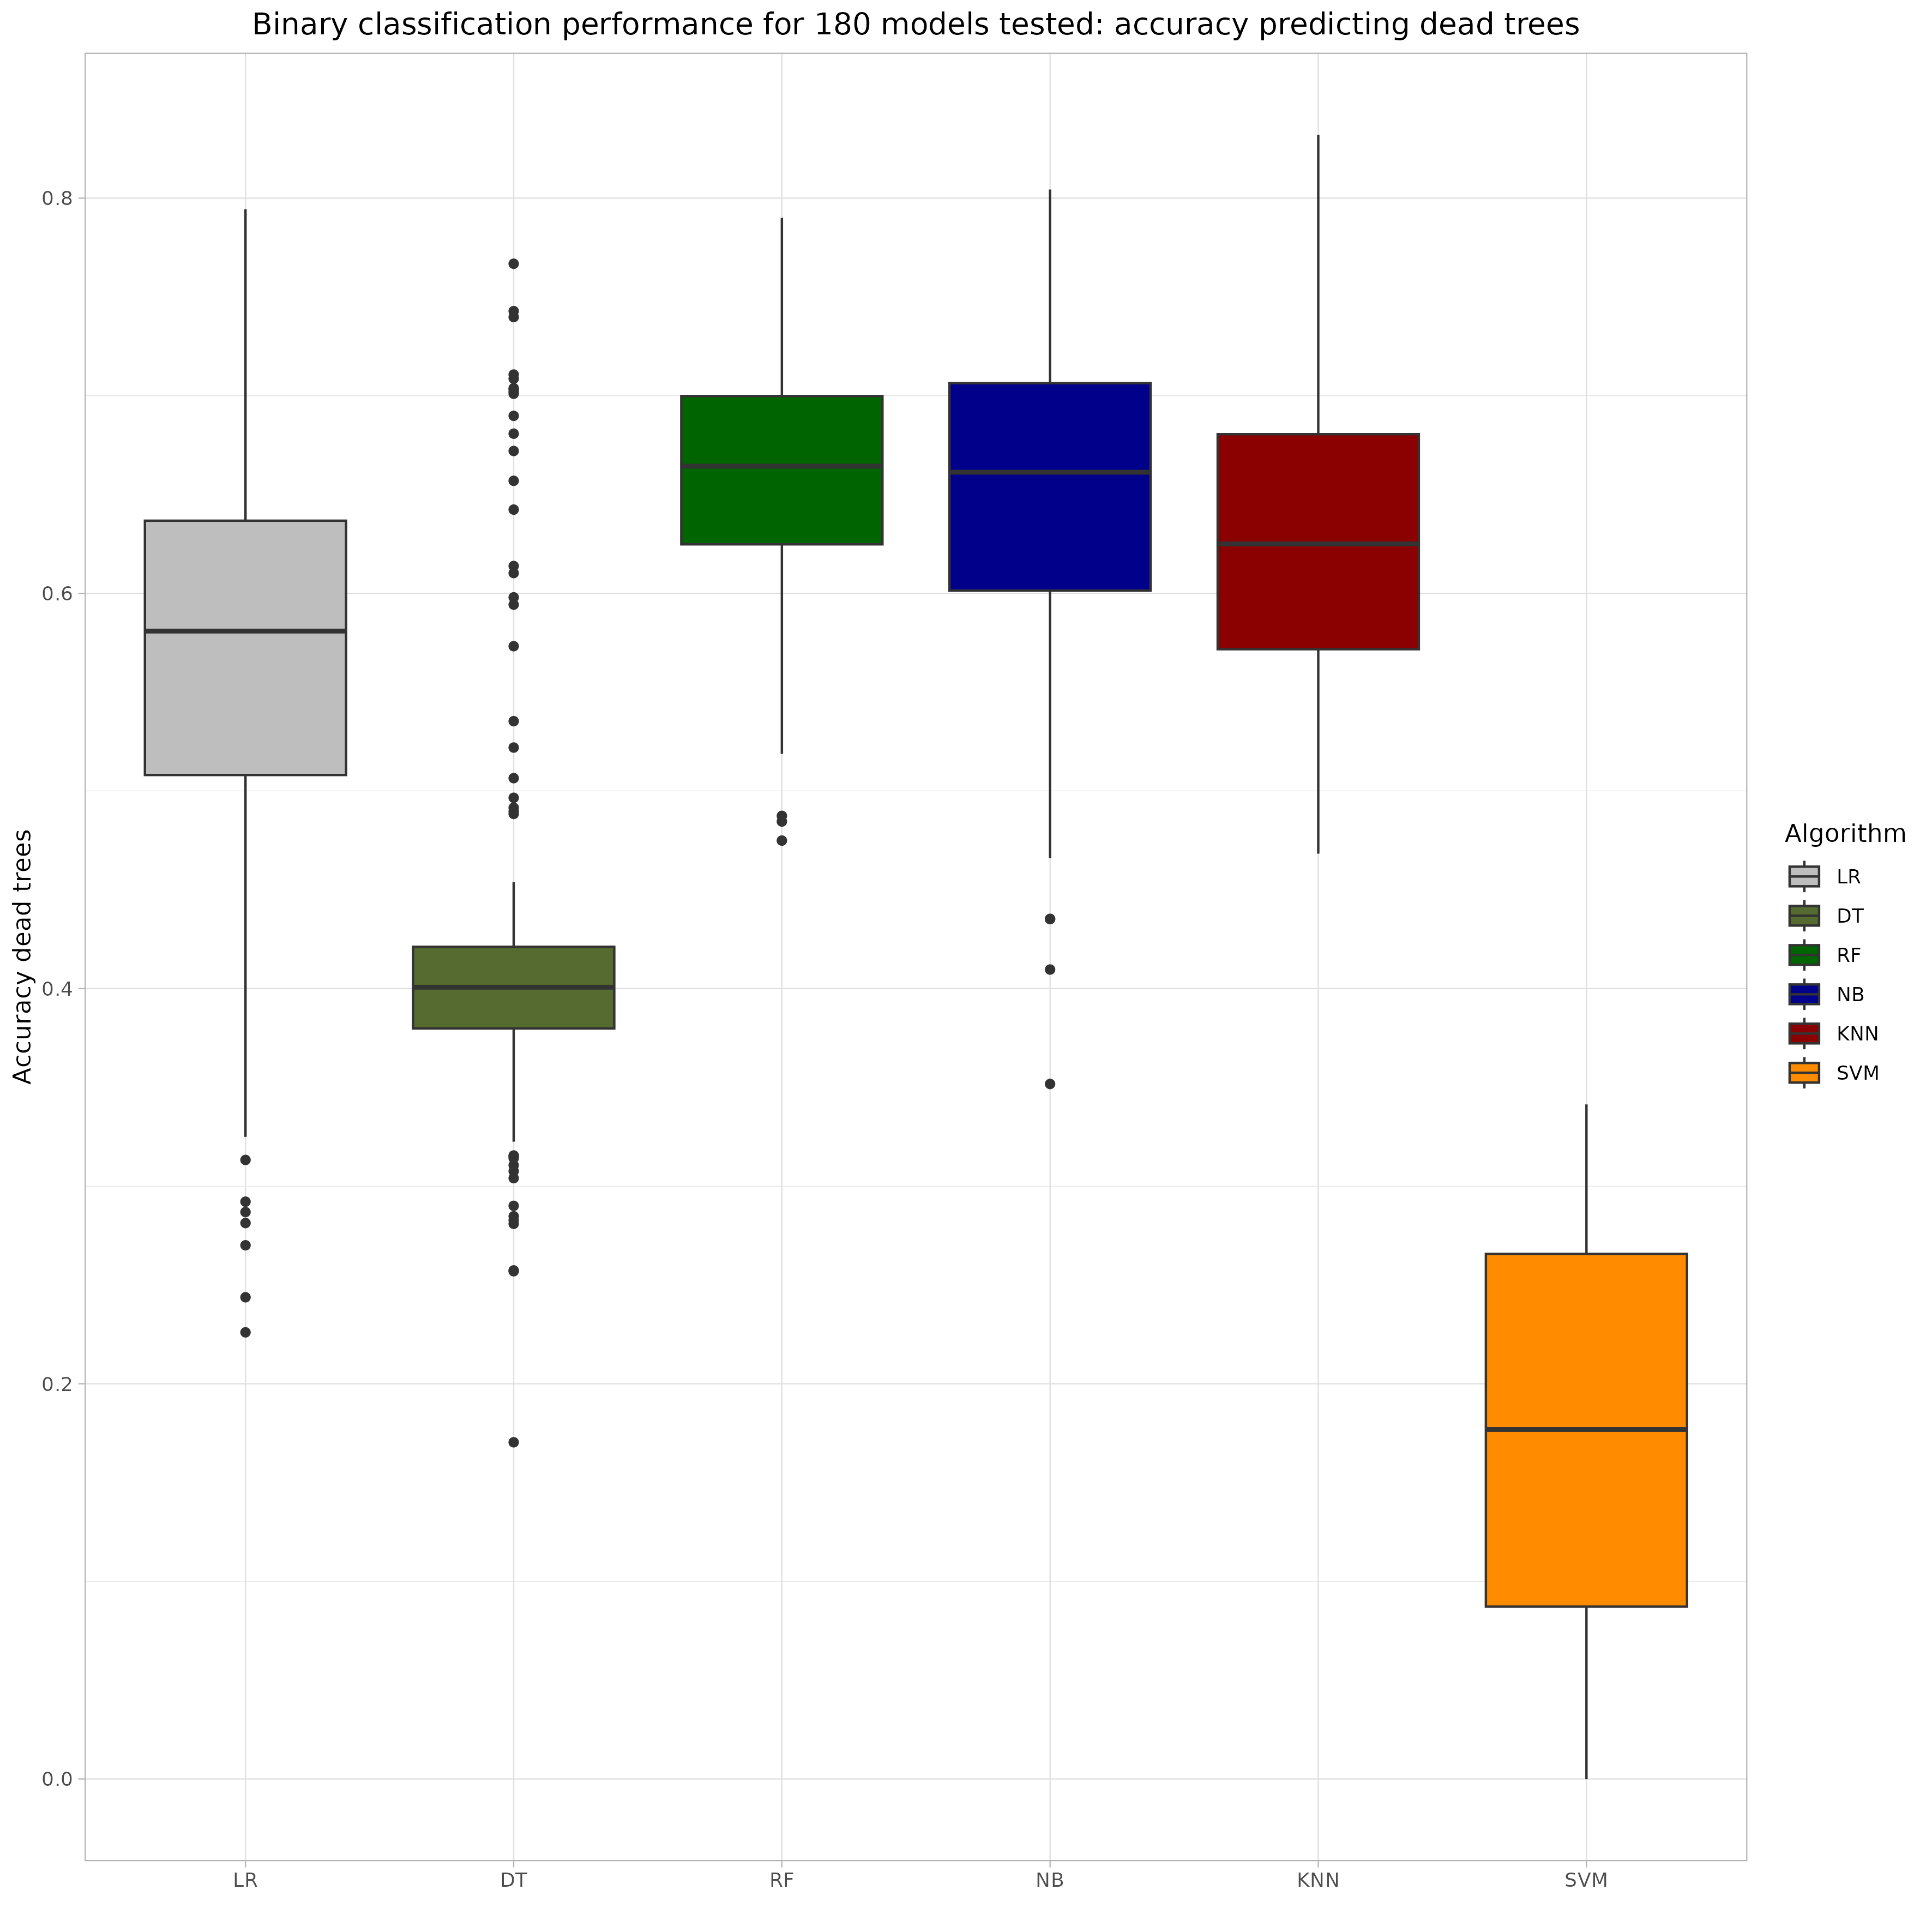 Binary classification performance for 180 models tested: accuracy predicting dead trees
Accuracy dead trees
0.8
0.6
0.4
0.2
0.0
LR
DT
RF
NB
KNN
SVM
Algorithm
LR
DT
RF
NB
KNN
SVM